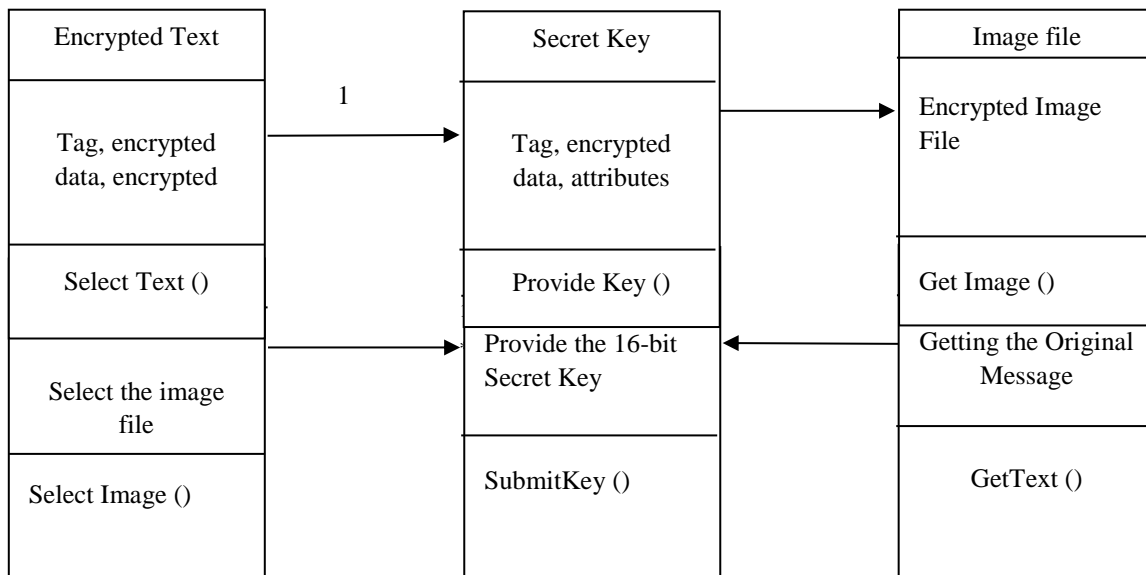 Encrypted Text
Tag, encrypted
data, encrypted
Select Text ()
Select the image
file
Select Image ()
1
Secret Key
Tag, encrypted
data, attributes
Provide Key ()
Provide the 16-bit
Secret Key
SubmitKey ()
Image file
Encrypted Image
File
Get Image ()
Getting the Original
Message
GetText ()